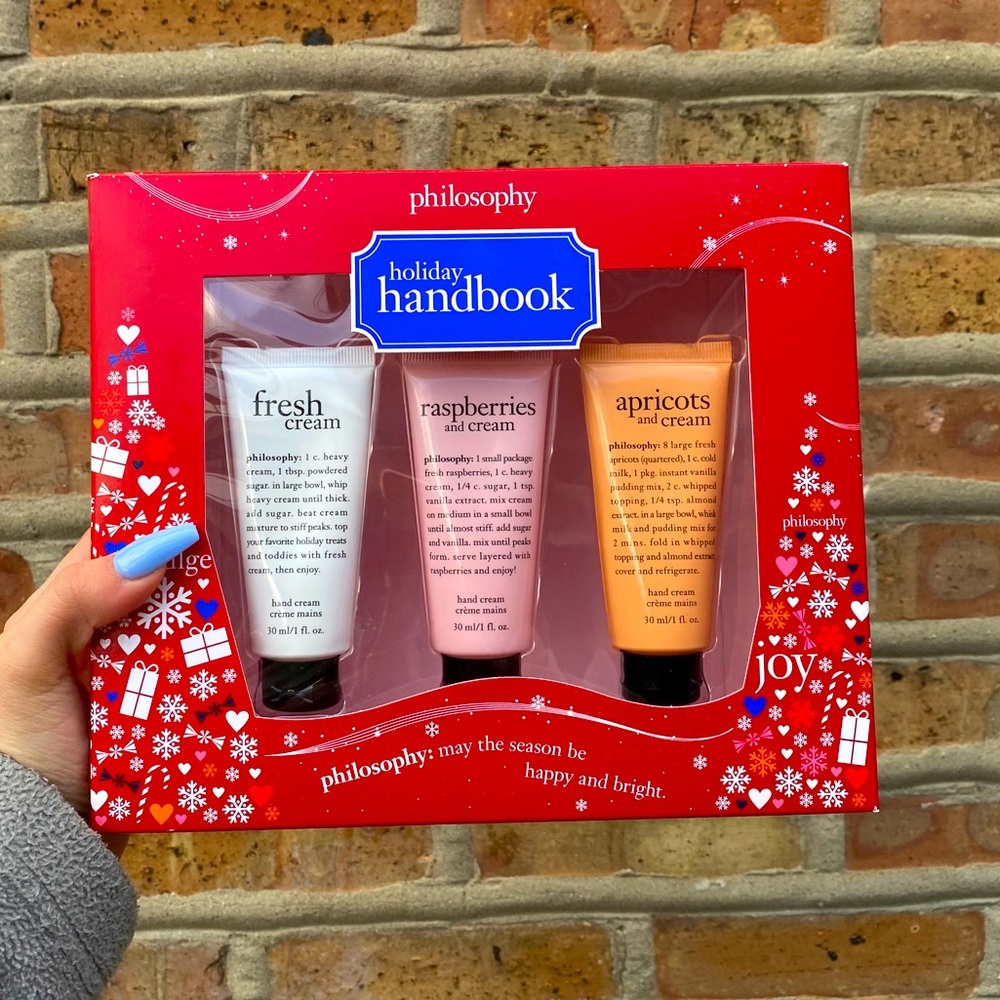 philosophy
holiday
handbook
fresh
cream
philosophy: 1 c. heavy
cream, 1 tbsp. powdered
sugar. in large bowl, whip
heavy cream until thick.
add sugar. beat cream
mixture to stiff peaks. top
your favorite holiday treats
and toddies with fresh
cream, then enjoy.
hand cream
crème mains
30 ml/1 fl. oz.
raspberries
and cream
philosophy: 1 small package
fresh raspberries, 1 c. heavy
cream, 1/4 c. sugar, 1 tsp.
vanilla extract. mix cream
on medium in a small bowl
until almost stiff. add sugar
and vanilla. mix until peaks
form. serve layered with
raspberries and enjoy!
hand cream
crème mains
30 ml/1 fl. oz.
apricots
and cream
philosophy: 8 large fresh
apricots (quartered), 1 c. cold
milk, 1 pkg. instant vanilla
pudding mix, 2 c. whipped
topping, 1/4 tsp. almond
extract. in a large bowl, whisk
milk and pudding mix for
2 mins. fold in whipped
topping and almond extract.
cover and refrigerate.
hand cream
crème mains
30 ml/1 fl. oz.
philosophy
joy
philosophy: may the season be
happy and bright.